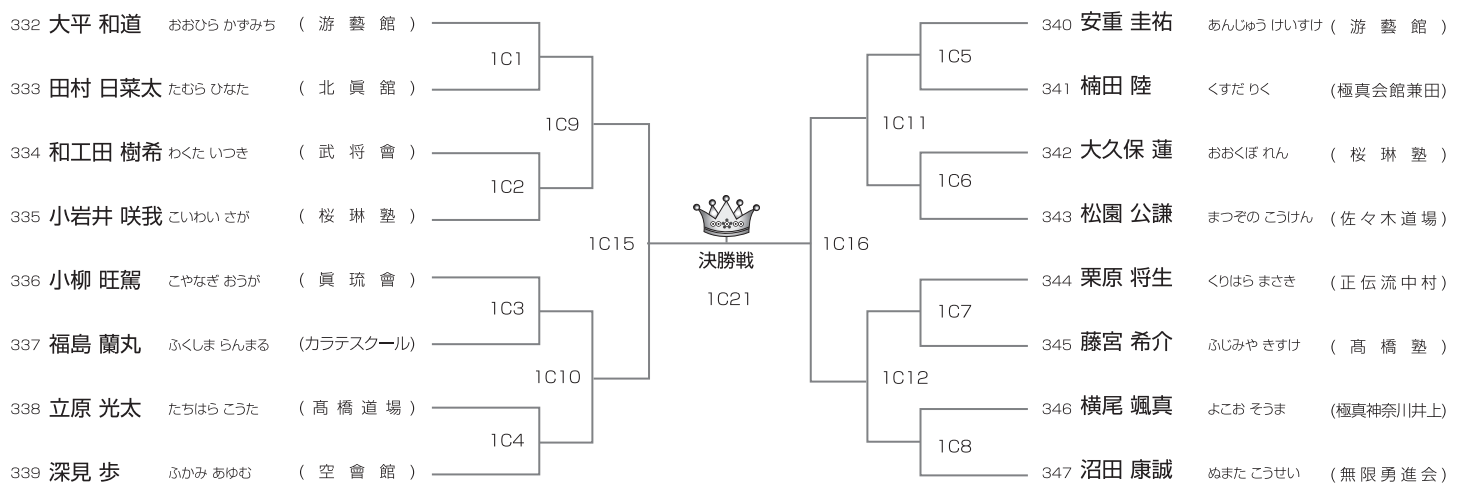 332 大平 和道 おおひら かずみち ( 游藝館 )
1C1
333 田村 日菜太 たむら ひなた ( 北眞舘 )
1C9
334 和工田 樹希 わくた いつき ( 武将會 )
1C2
335 小岩井 咲我 こいわい さが ( 桜琳塾 )
1C15
336 小柳 旺駕 こやなぎ おうが ( 眞琉會 )
1C3
337 福島 蘭丸 ふくしま らんまる (カラテスクール)
1C10
338 立原 光太 たちはら こうた ( 髙橋道場 )
1C4
339 深見 歩 ふかみ あゆむ ( 空會館 )
決勝戦
1C21
340 安重 圭祐 あんじゅう けいすけ ( 游藝館 )
1C5
341 楠田 陸 くすだ りく (極真会館兼田)
1C11
342 大久保 蓮 おおくぼ れん ( 桜琳塾 )
1C6
343 松園 公謙 まつぞの こうけん (佐々木道場)
1C16
344 栗原 将生 くりはら まさき (正伝流中村)
1C7
345 藤宮 希介 ふじみや きすけ ( 髙橋塾 )
1C12
346 横尾 颯真 よこお そうま (極真神奈川井上)
1C8
347 沼田 康誠 ぬまた こうせい (無限勇進会)